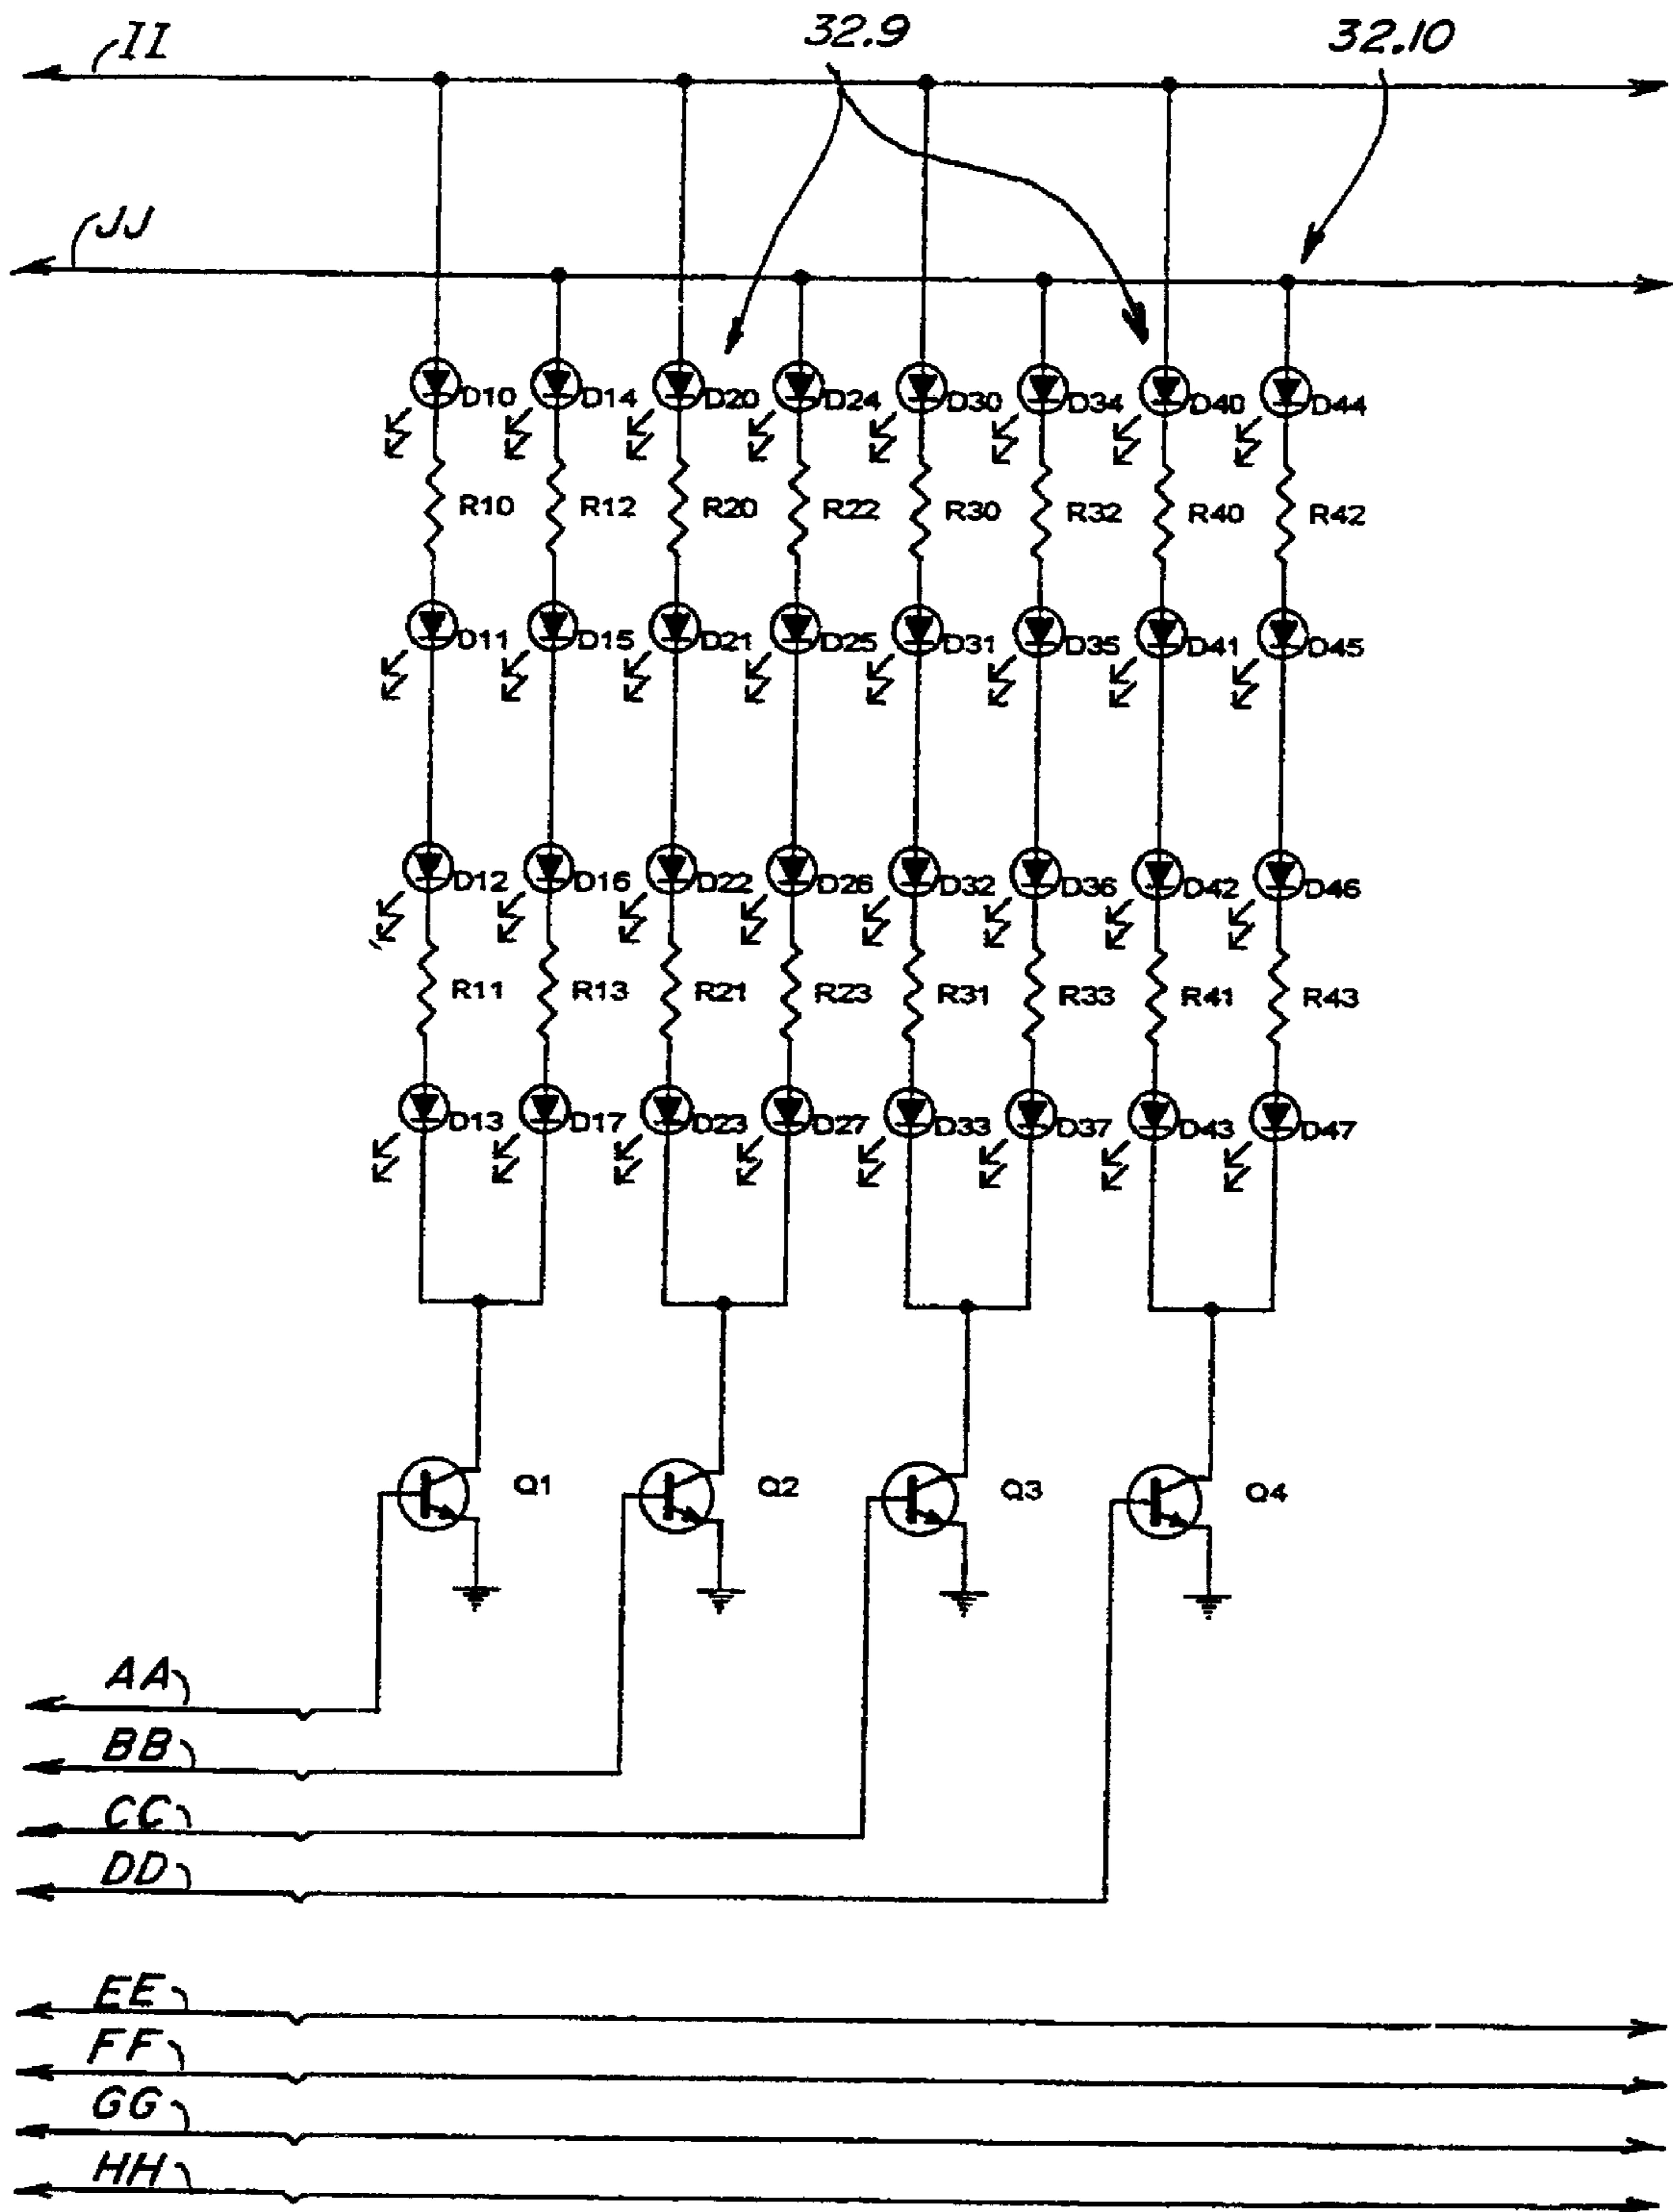 II
32.9
32.10
JJ
D10 D14 D20 D24 D30 D34 D40 D44
R10 R12 R20 R22 R30 R32 R40 R42
D11 D15 D21 D25 D31 D35 D41 D45
D12 D16 D22 D26 D32 D36 D42 D46
R11 R13 R21 R23 R31 R33 R41 R43
D13 D17 D23 D27 D33 D37 D43 D47
Q1 Q2 Q3 Q4
AA
BB
CC
DD
EE
FF
GG
HH